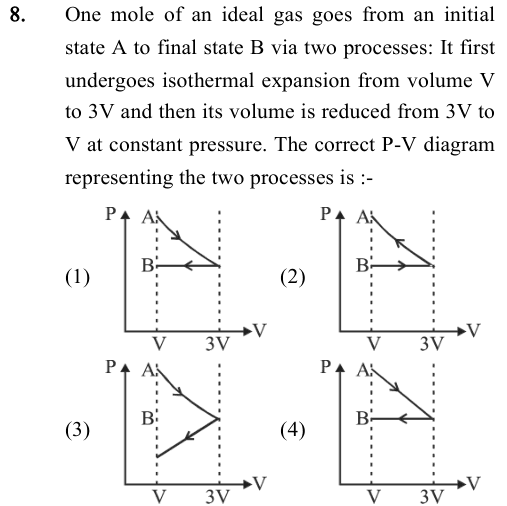 8. One mole of an ideal gas goes from an initial
state A to final state B via two processes: It first
undergoes isothermal expansion from volume V
to 3V and then its volume is reduced from 3V to
V at constant pressure. The correct P-V diagram
representing the two processes is :-
(1) P A B V 3V V
(2) P A B V 3V V
(3) P A B V 3V V
(4) P A B V 3V V